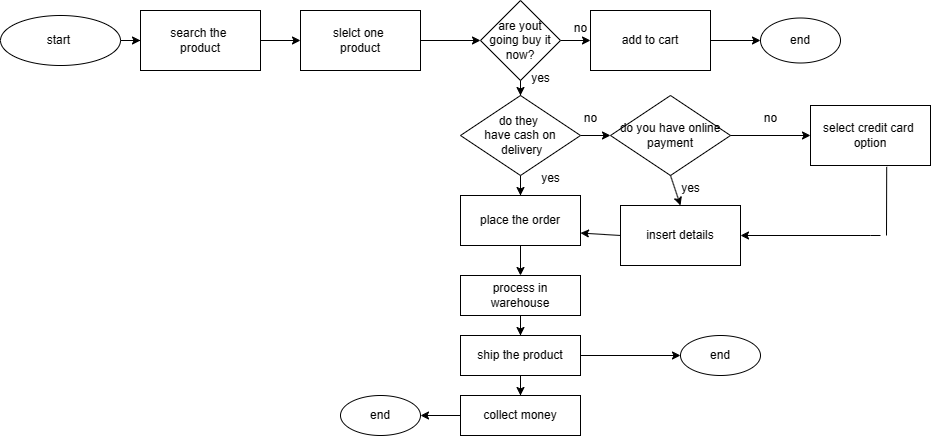 start
search the
product
slelct one
product
are yout
going buy it
now?
no
add to cart
end
yes
do they
have cash on
delivery
no
do you have online
payment
no
select credit card
option
yes
yes
place the order
insert details
process in
warehouse
ship the product
end
end
collect money